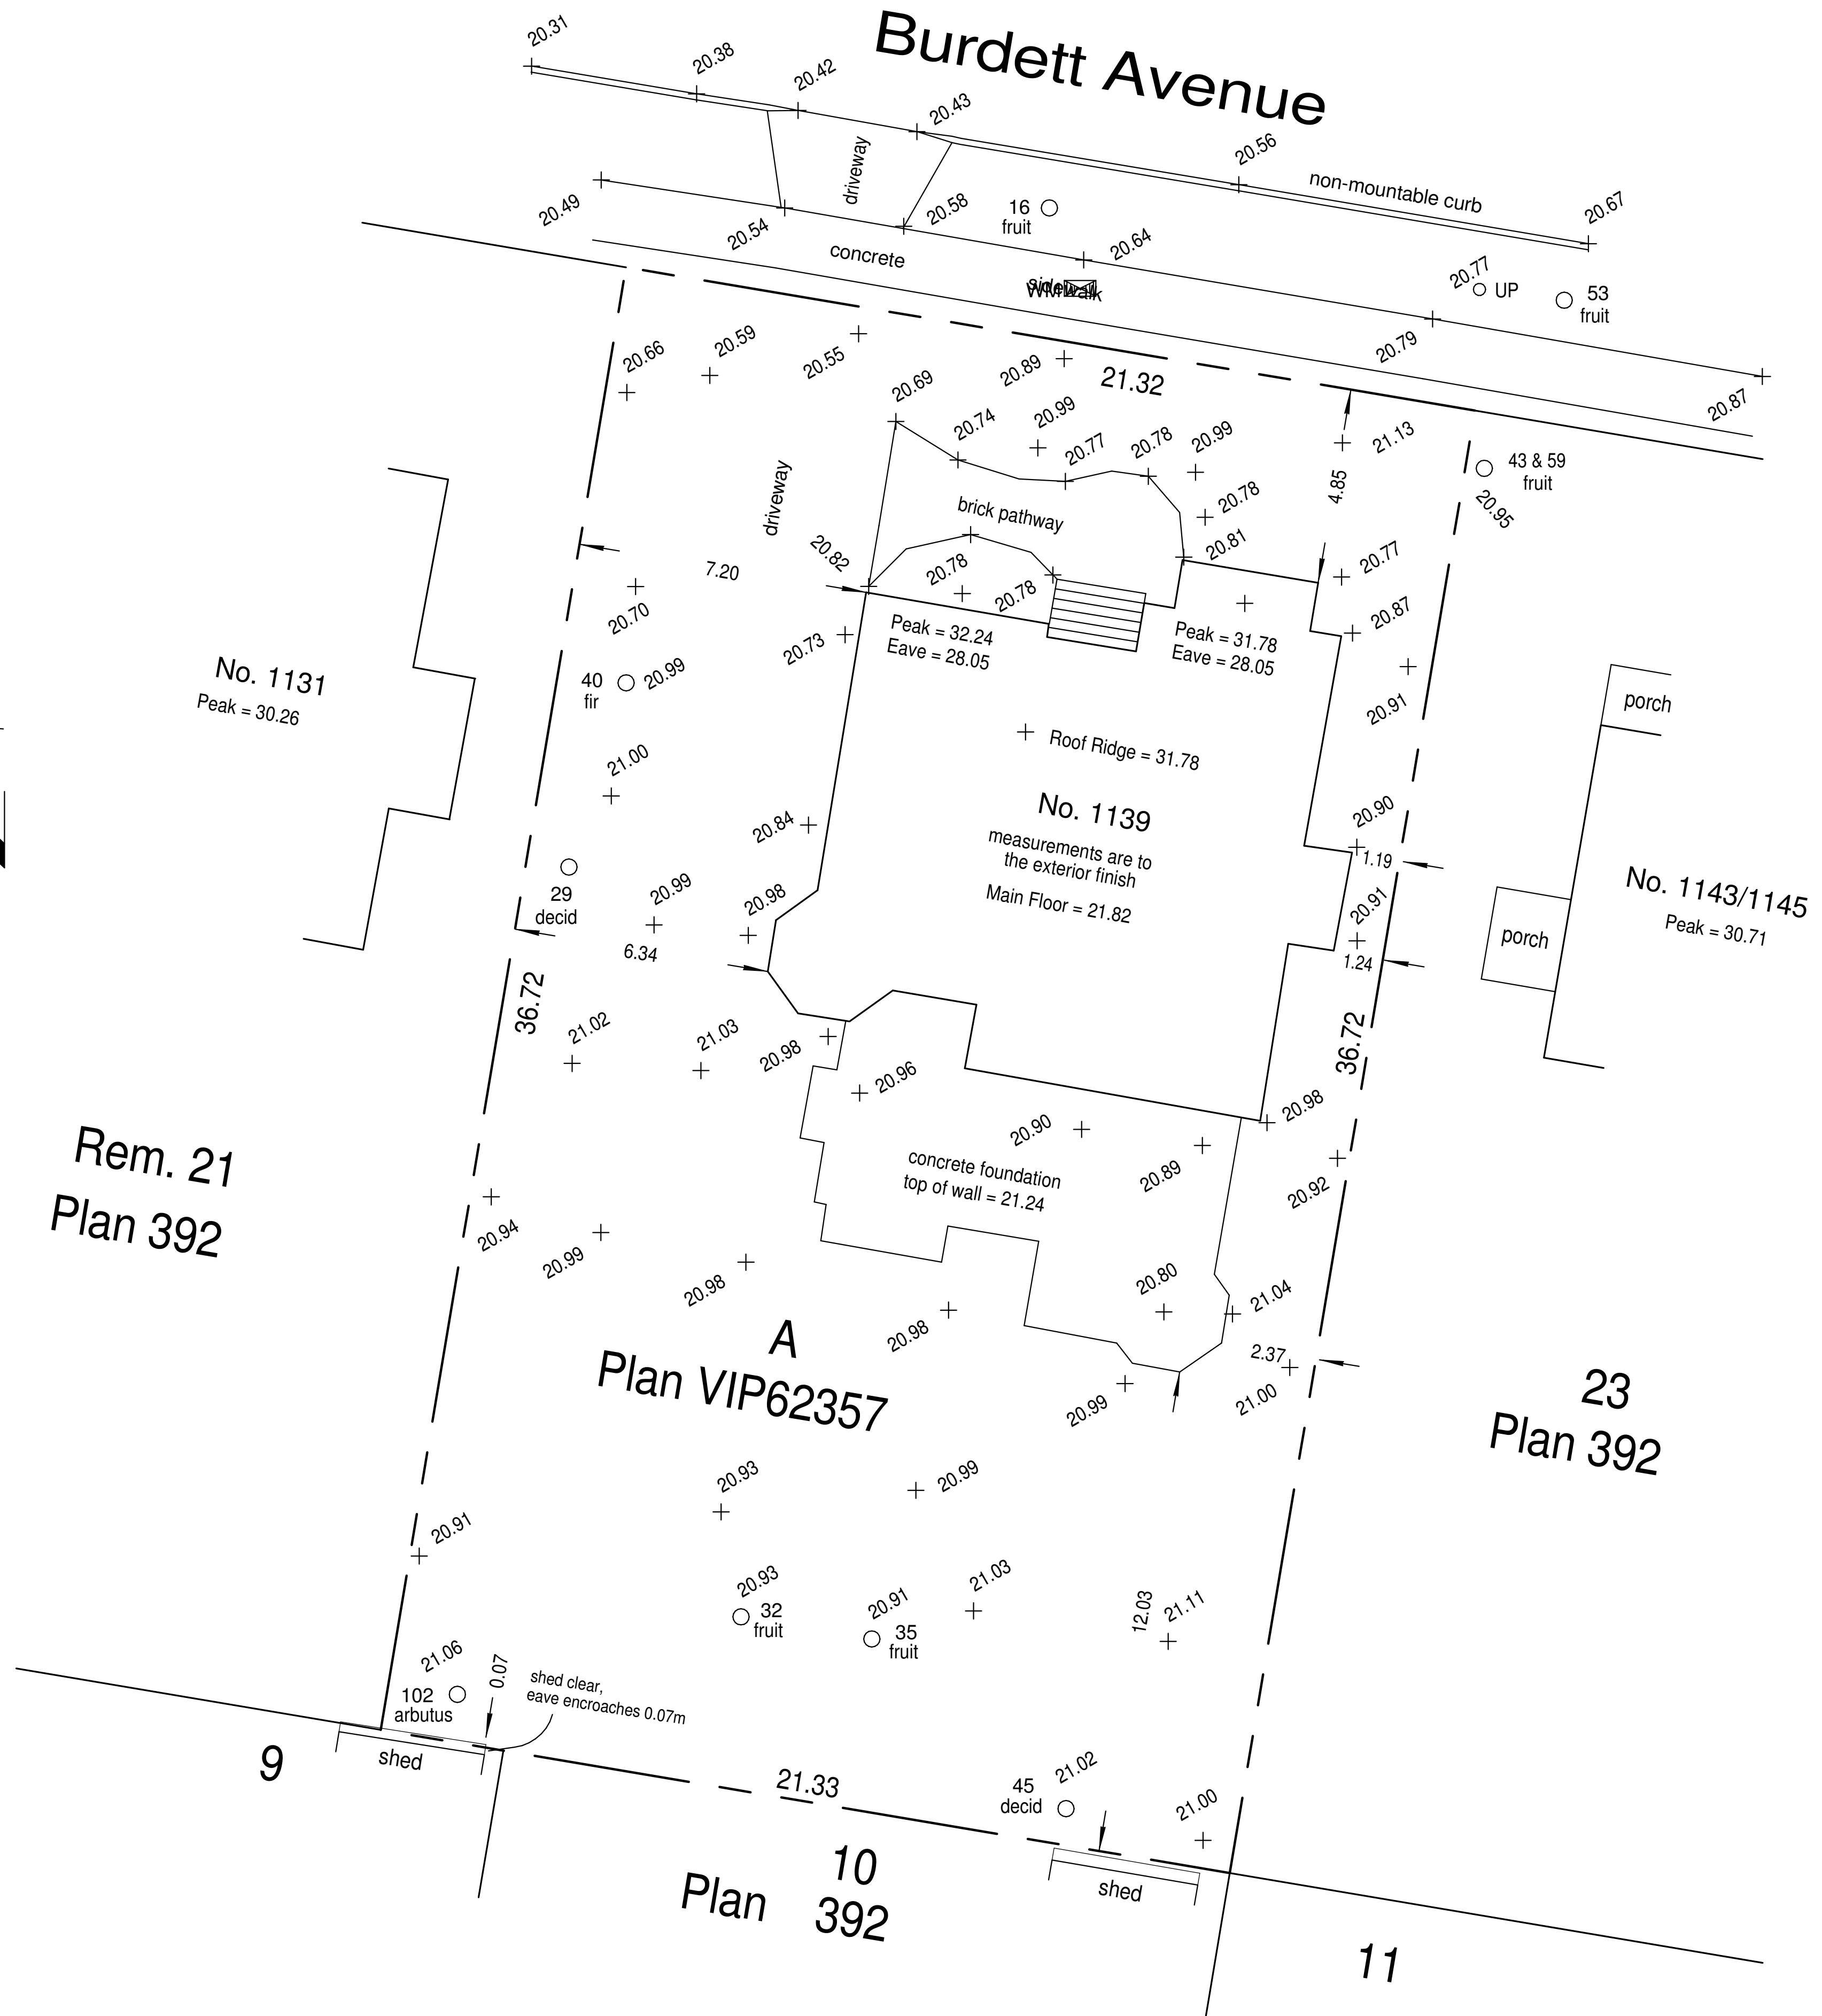 Burdett Avenue
20.31
20.38
20.42
20.43
20.56
non-mountable curb
20.67
driveway
20.49
20.54
20.58
16
fruit
20.64
concrete
sidewalk
WM
20.77
UP
53
fruit
20.79
20.87
20.66
20.59
20.55
20.89
21.32
20.69
20.74
20.99
20.77
20.78
20.99
21.13
4.85
43 & 59
fruit
20.95
driveway
brick pathway
20.78
20.81
20.82
20.78
20.78
20.77
20.87
7.20
20.70
20.73
Peak = 32.24
Eave = 28.05
Peak = 31.78
Eave = 28.05
No. 1131
Peak = 30.26
40
fir
20.99
20.91
porch
21.00
Roof Ridge = 31.78
20.84
No. 1139
measurements are to
the exterior finish
Main Floor = 21.82
20.90
1.19
29
decid
20.99
20.98
20.91
No. 1143/1145
Peak = 30.71
porch
6.34
1.24
36.72
36.72
21.02
21.03
20.98
20.96
20.98
20.90
20.89
20.92
Rem. 21
Plan 392
concrete foundation
top of wall = 21.24
20.94
20.99
20.98
20.98
20.80
21.04
A
Plan VIP62357
2.37
20.99
21.00
23
Plan 392
20.93
20.99
20.91
20.93
32
fruit
20.91
35
fruit
21.03
12.03
21.11
21.06
102
arbutus
0.07
shed clear,
eave encroaches 0.07m
9
shed
21.33
45
decid
21.02
21.00
shed
10
Plan 392
11